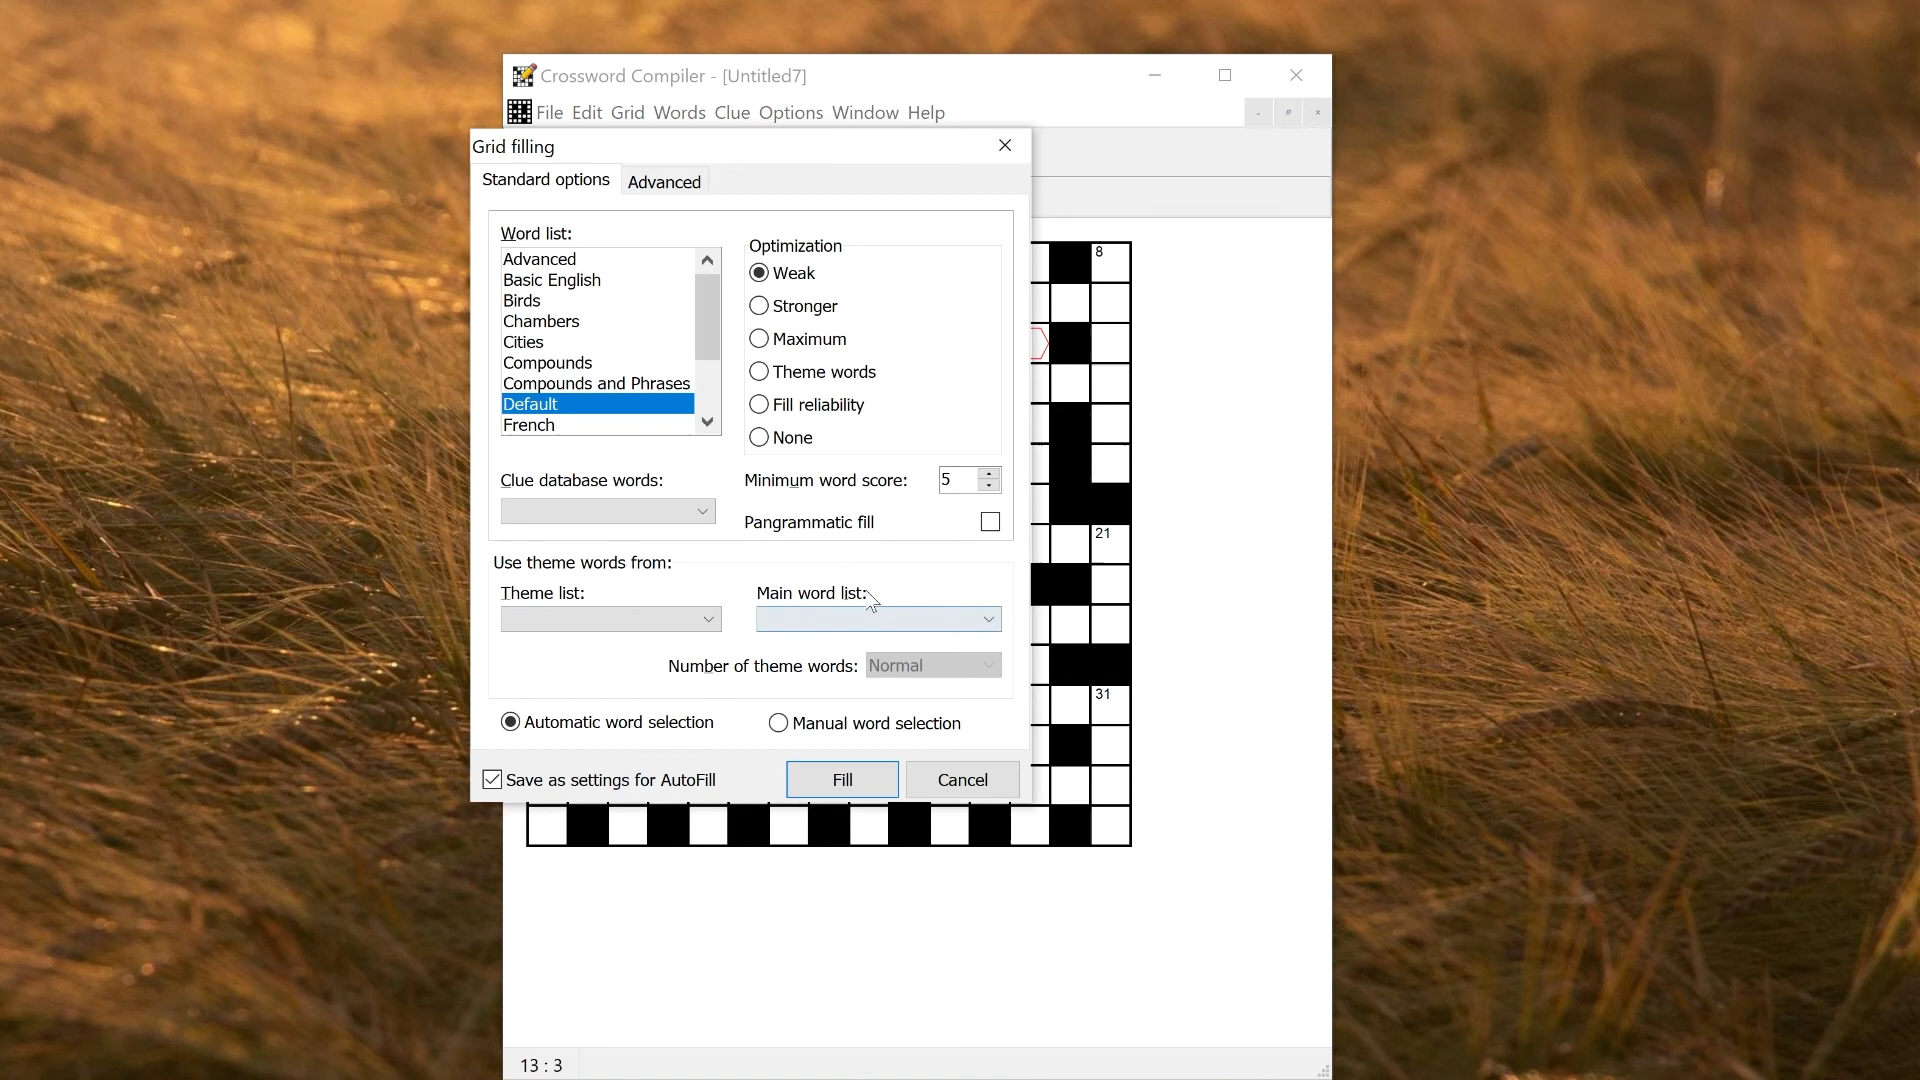 Crossword Compiler - [Untitled7]
File Edit Grid Words Clue Options Window Help
Grid filling
Standard options
Advanced
Word list:
Advanced
Basic English
Birds
Chambers
Cities
Compounds
Compounds and Phrases
Default
French
Optimization
Weak
Stronger
Maximum
Theme words
Fill reliability
None
Clue database words:
Minimum word score: 5
Pangrammatic fill
Use theme words from:
Theme list:
Main word list:
Number of theme words: Normal
Automatic word selection
Manual word selection
Save as settings for AutoFill
Fill
Cancel
8
21
31
13 : 3